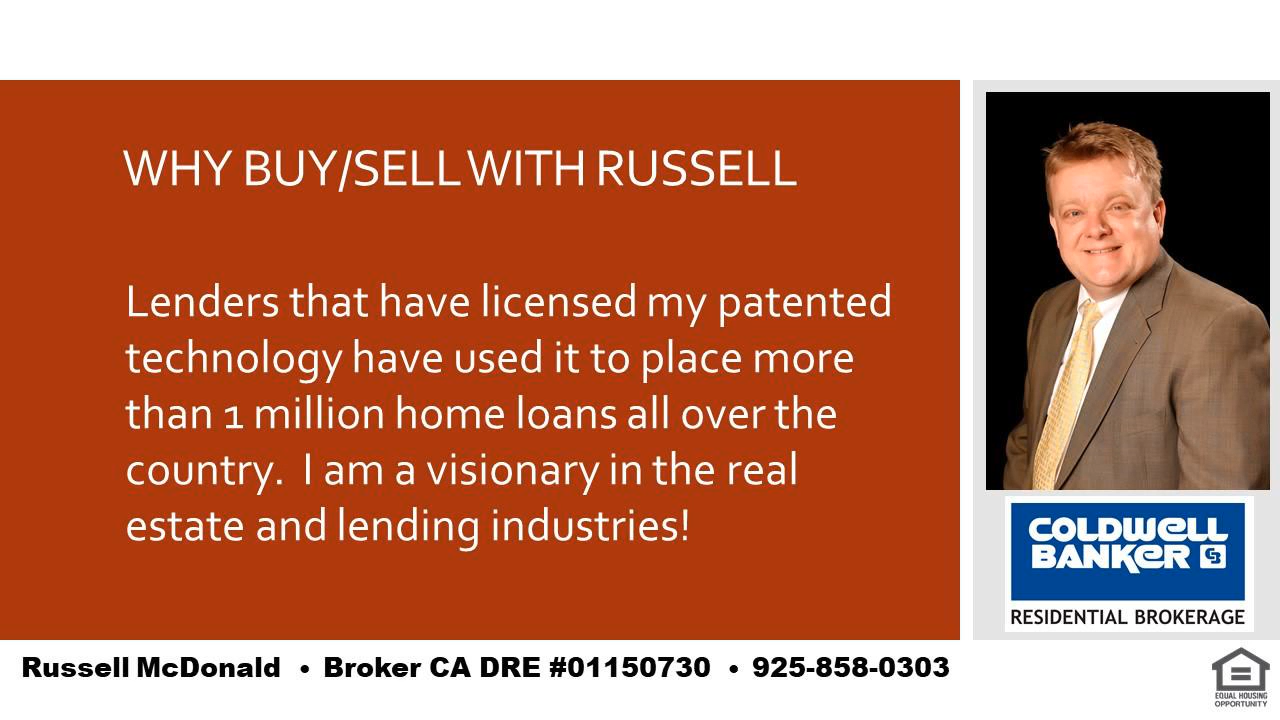 WHY BUY/SELL WITH RUSSELL
Lenders that have licensed my patented
technology have used it to place more
than 1 million home loans all over the
country.  I am a visionary in the real
estate and lending industries!
COLDWELL
BANKER CB
RESIDENTIAL BROKERAGE
Russell McDonald • Broker CA DRE #01150730 • 925-858-0303
EQUAL HOUSING
OPPORTUNITY